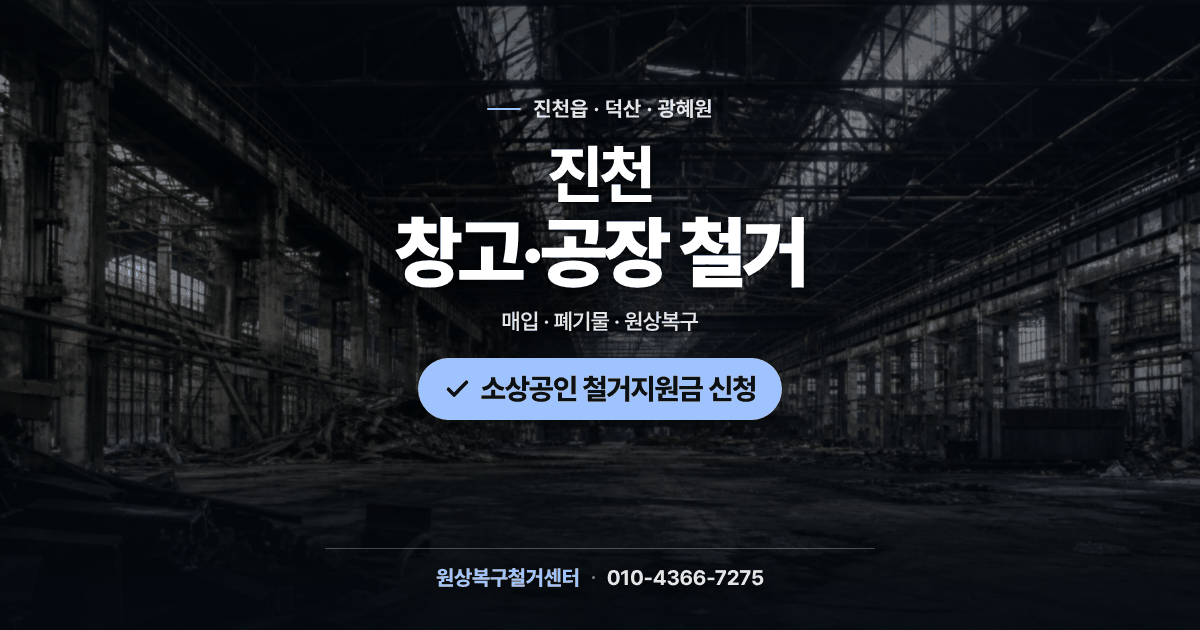 진천읍 · 덕산 · 광혜원
진천
창고·공장 철거
매입 · 폐기물 · 원상복구
소상공인 철거지원금 신청
원상복구철거센터 · 010-4366-7275